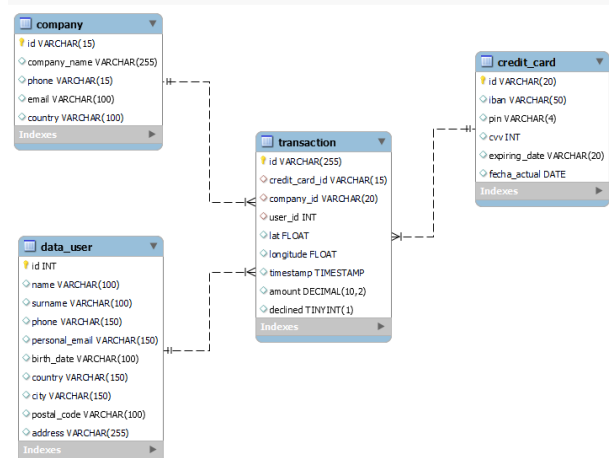 company
id VARCHAR(15)
company_name VARCHAR(255)
phone VARCHAR(15)
email VARCHAR(100)
country VARCHAR(100)
Indexes
credit_card
id VARCHAR(20)
iban VARCHAR(50)
pin VARCHAR(4)
cvv INT
expiring_date VARCHAR(20)
fecha_actual DATE
Indexes
transaction
id VARCHAR(255)
credit_card_id VARCHAR(15)
company_id VARCHAR(20)
user_id INT
lat FLOAT
longitude FLOAT
timestamp TIMESTAMP
amount DECIMAL(10,2)
declined TINYINT(1)
Indexes
data_user
id INT
name VARCHAR(100)
surname VARCHAR(100)
phone VARCHAR(150)
personal_email VARCHAR(150)
birth_date VARCHAR(100)
country VARCHAR(150)
city VARCHAR(150)
postal_code VARCHAR(100)
address VARCHAR(255)
Indexes